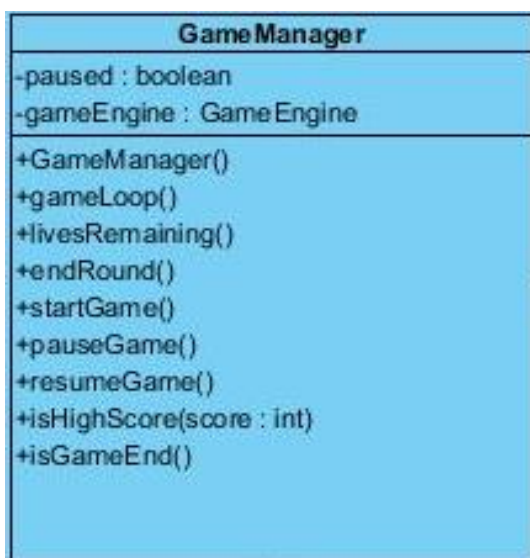 GameManager
-paused : boolean
-gameEngine : GameEngine
+GameManager()
+gameLoop()
+livesRemaining()
+endRound()
+startGame()
+pauseGame()
+resumeGame()
+isHighScore(score : int)
+isGameEnd()